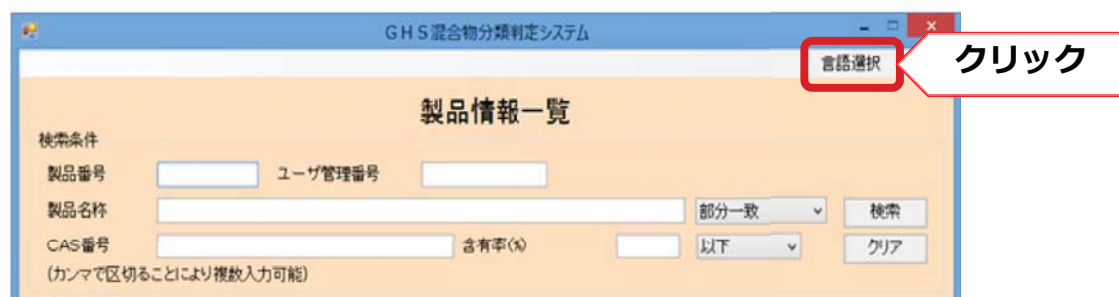 GHS混合物分類判定システム
言語選択
クリック
製品情報一覧
検索条件
製品番号 ユーザ管理番号
製品名称 部分一致 検索
CAS番号 含有率(%) 以下 クリア
(カンマで区切ることにより複数入力可能)